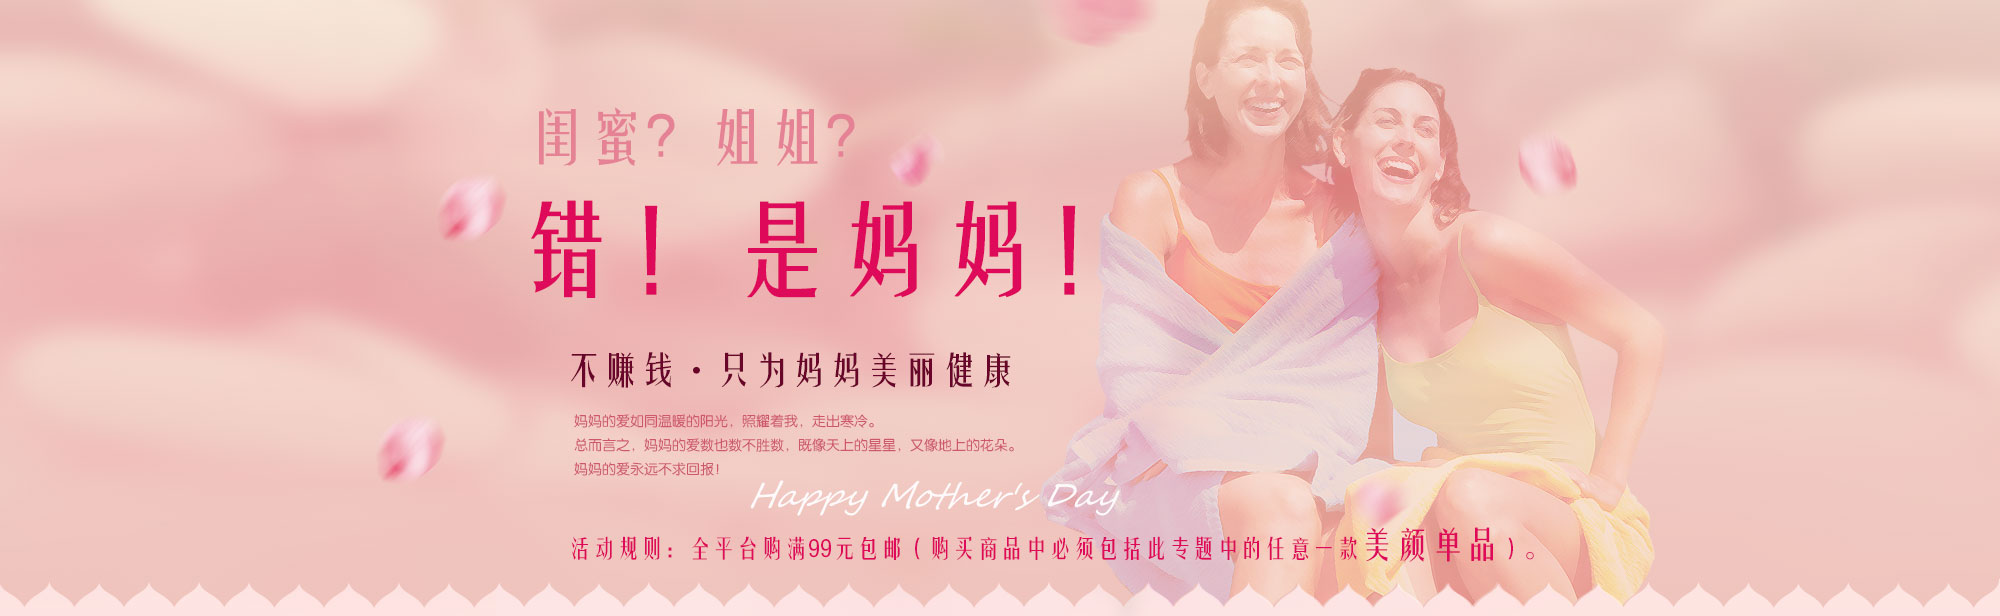 闺蜜？姐姐？
错！是妈妈！
不赚钱·只为妈妈美丽健康
妈妈的爱如同温暖的阳光，照耀着我，走出寒冷。
总而言之，妈妈的爱数也数不胜数，既像天上的星星，又像地上的花朵。
妈妈的爱永远不求回报！
Happy Mother's Day
活动规则：全平台购满99元包邮（购买商品中必须包括此专题中的任意一款美颜单品）。